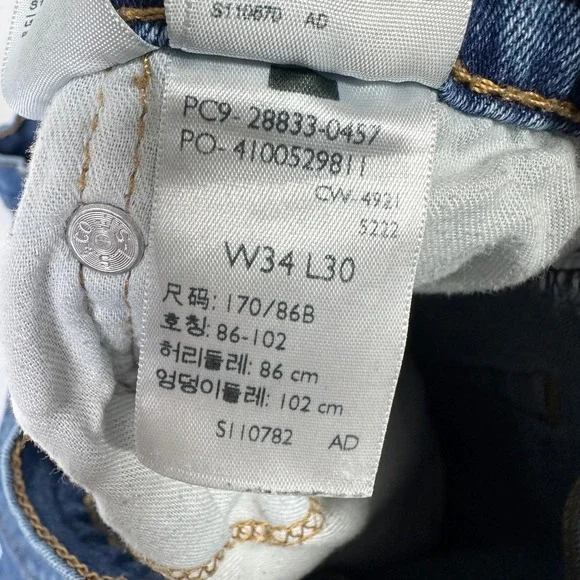 S110670 AD
PC9- 28833-0457
PO- 4100529811
CW-4921
S222
W34 L30
尺码: 170/86B
호칭: 86-102
허리둘레: 86 cm
엉덩이둘레: 102 cm
S110782 AD